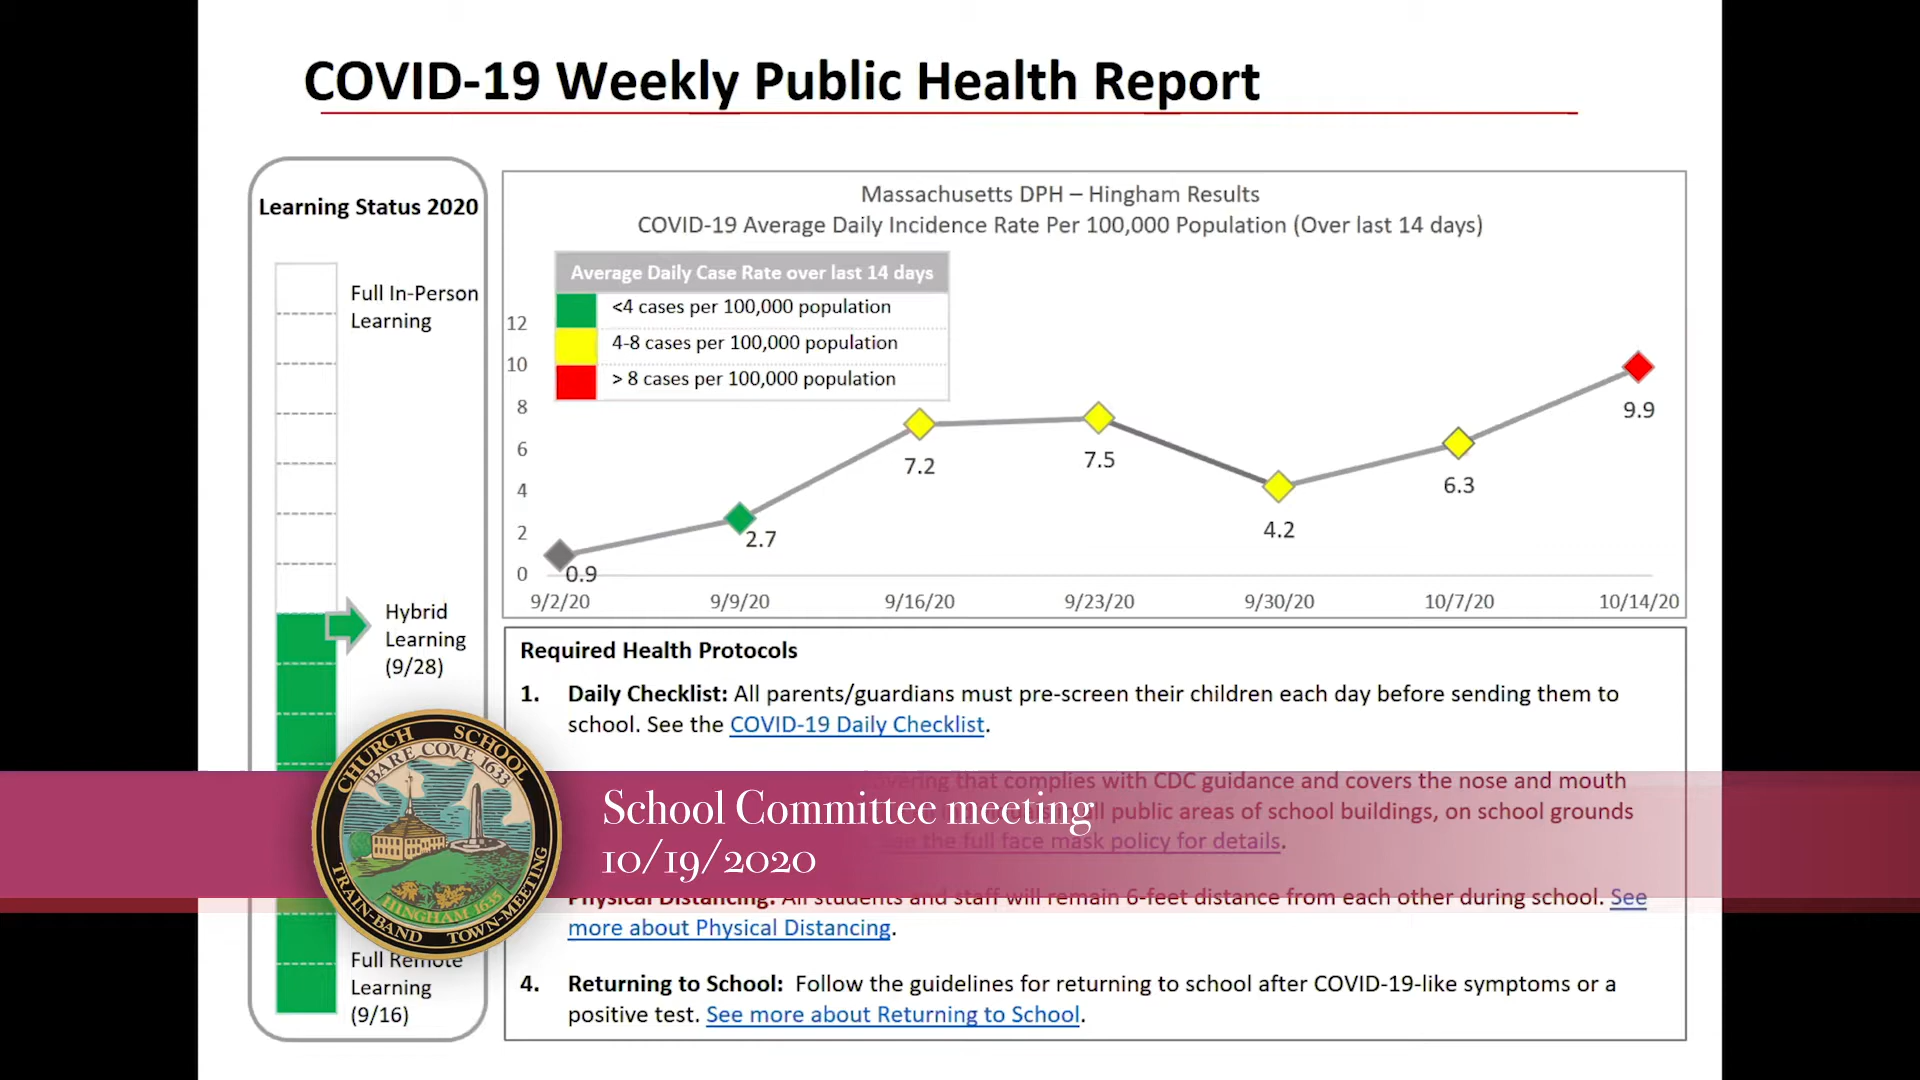 COVID-19 Weekly Public Health Report
Learning Status 2020
Full In-Person
Learning
Hybrid
Learning
(9/28)
Full Remote
Learning
(9/16)
Massachusetts DPH – Hingham Results
COVID-19 Average Daily Incidence Rate Per 100,000 Population (Over last 14 days)
Average Daily Case Rate over last 14 days
<4 cases per 100,000 population
4-8 cases per 100,000 population
> 8 cases per 100,000 population
12
10
8
6
4
2
0
0.9
2.7
7.2
7.5
4.2
6.3
9.9
9/2/20
9/9/20
9/16/20
9/23/20
9/30/20
10/7/20
10/14/20
Required Health Protocols
1. Daily Checklist: All parents/guardians must pre-screen their children each day before sending them to
school. See the COVID-19 Daily Checklist.
that complies with CDC guidance and covers the nose and mouth
public areas of school buildings, on school grounds
the full face mask policy for details.
Physical Distancing: All students and staff will remain 6-feet distance from each other during school. See
more about Physical Distancing.
4. Returning to School: Follow the guidelines for returning to school after COVID-19-like symptoms or a
positive test. See more about Returning to School.
CHURCH SCHOOL
BARE COVE 1633
HINGHAM 1635
TRAIN-BAND TOWN-MEETING
School Committee meeting
10/19/2020